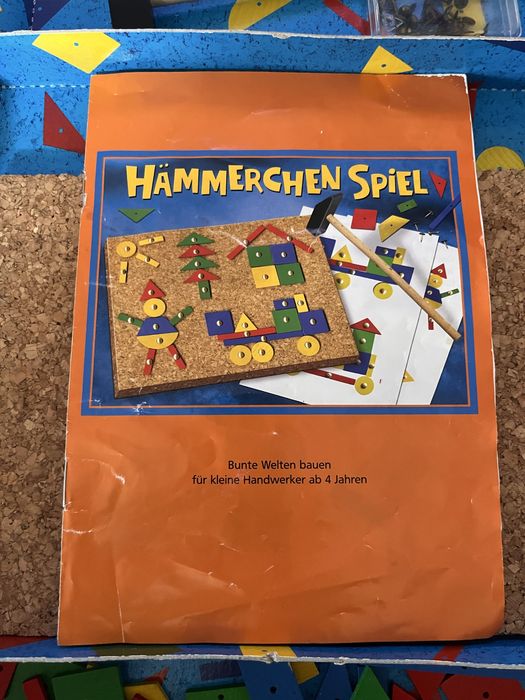 HÄMMERCHEN SPIEL
Bunte Welten bauen
für kleine Handwerker ab 4 Jahren